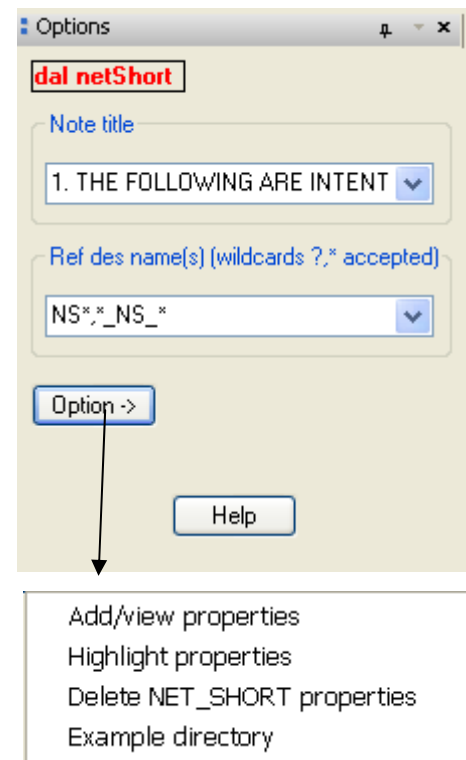 Options
dal netShort
Note title
1. THE FOLLOWING ARE INTENT
Ref des name(s) (wildcards ?,* accepted)
NS*,*_NS_*
Option ->
Help
Add/view properties
Highlight properties
Delete NET_SHORT properties
Example directory